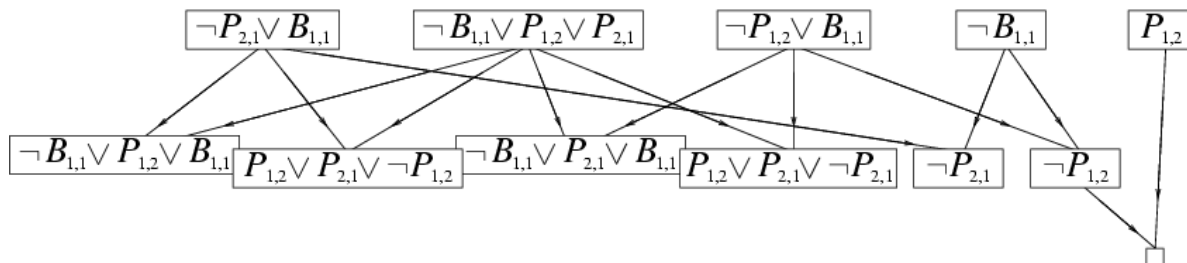 ¬P₂,₁ ∨ B₁,₁
¬B₁,₁ ∨ P₁,₂ ∨ P₂,₁
¬P₁,₂ ∨ B₁,₁
¬B₁,₁
P₁,₂
¬B₁,₁ ∨ P₁,₂ ∨ B₁,₁
P₁,₂ ∨ P₂,₁ ∨ ¬P₁,₂
¬B₁,₁ ∨ P₂,₁ ∨ B₁,₁
P₁,₂ ∨ P₂,₁ ∨ ¬P₂,₁
¬P₂,₁
¬P₁,₂